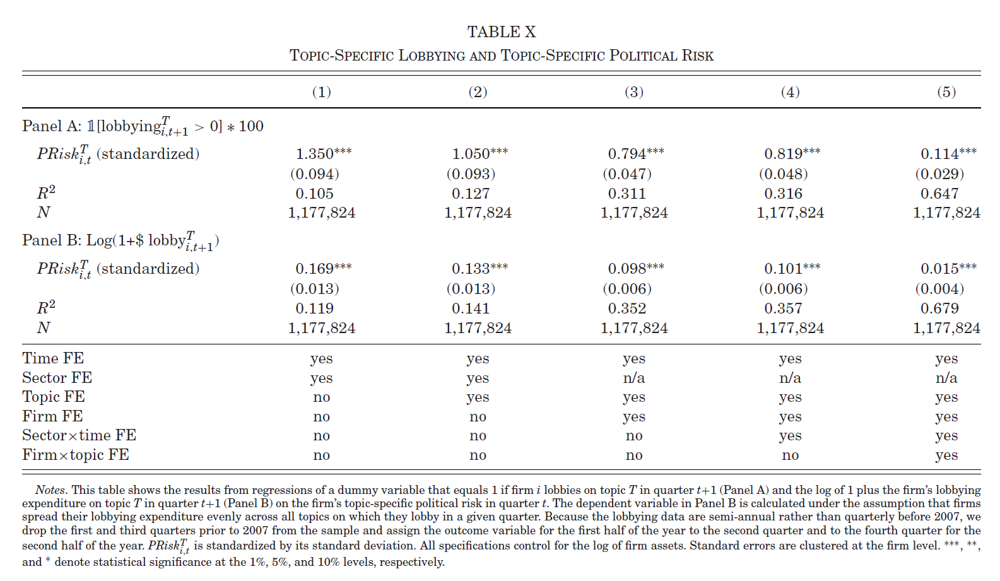 TABLE X
TOPIC-SPECIFIC LOBBYING AND TOPIC-SPECIFIC POLITICAL RISK
(1) (2) (3) (4) (5)
Panel A: 𝟙[lobbying^T_{i,t+1} > 0] ∗ 100
PRisk^T_{i,t} (standardized) 1.350*** 1.050*** 0.794*** 0.819*** 0.114***
(0.094) (0.093) (0.047) (0.048) (0.029)
R² 0.105 0.127 0.311 0.316 0.647
N 1,177,824 1,177,824 1,177,824 1,177,824 1,177,824
Panel B: Log(1+$ lobby^T_{i,t+1})
PRisk^T_{i,t} (standardized) 0.169*** 0.133*** 0.098*** 0.101*** 0.015***
(0.013) (0.013) (0.006) (0.006) (0.004)
R² 0.119 0.141 0.352 0.357 0.679
N 1,177,824 1,177,824 1,177,824 1,177,824 1,177,824
Time FE yes yes yes yes yes
Sector FE yes yes n/a n/a n/a
Topic FE no yes yes yes yes
Firm FE no no yes yes yes
Sector×time FE no no no yes yes
Firm×topic FE no no no no yes
Notes. This table shows the results from regressions of a dummy variable that equals 1 if firm i lobbies on topic T in quarter t+1 (Panel A) and the log of 1 plus the firm's lobbying
expenditure on topic T in quarter t+1 (Panel B) on the firm's topic-specific political risk in quarter t. The dependent variable in Panel B is calculated under the assumption that firms
spread their lobbying expenditure evenly across all topics on which they lobby in a given quarter. Because the lobbying data are semi-annual rather than quarterly before 2007, we
drop the first and third quarters prior to 2007 from the sample and assign the outcome variable for the first half of the year to the second quarter and to the fourth quarter for the
second half of the year. PRisk^T_{i,t} is standardized by its standard deviation. All specifications control for the log of firm assets. Standard errors are clustered at the firm level. ***, **,
and * denote statistical significance at the 1%, 5%, and 10% levels, respectively.